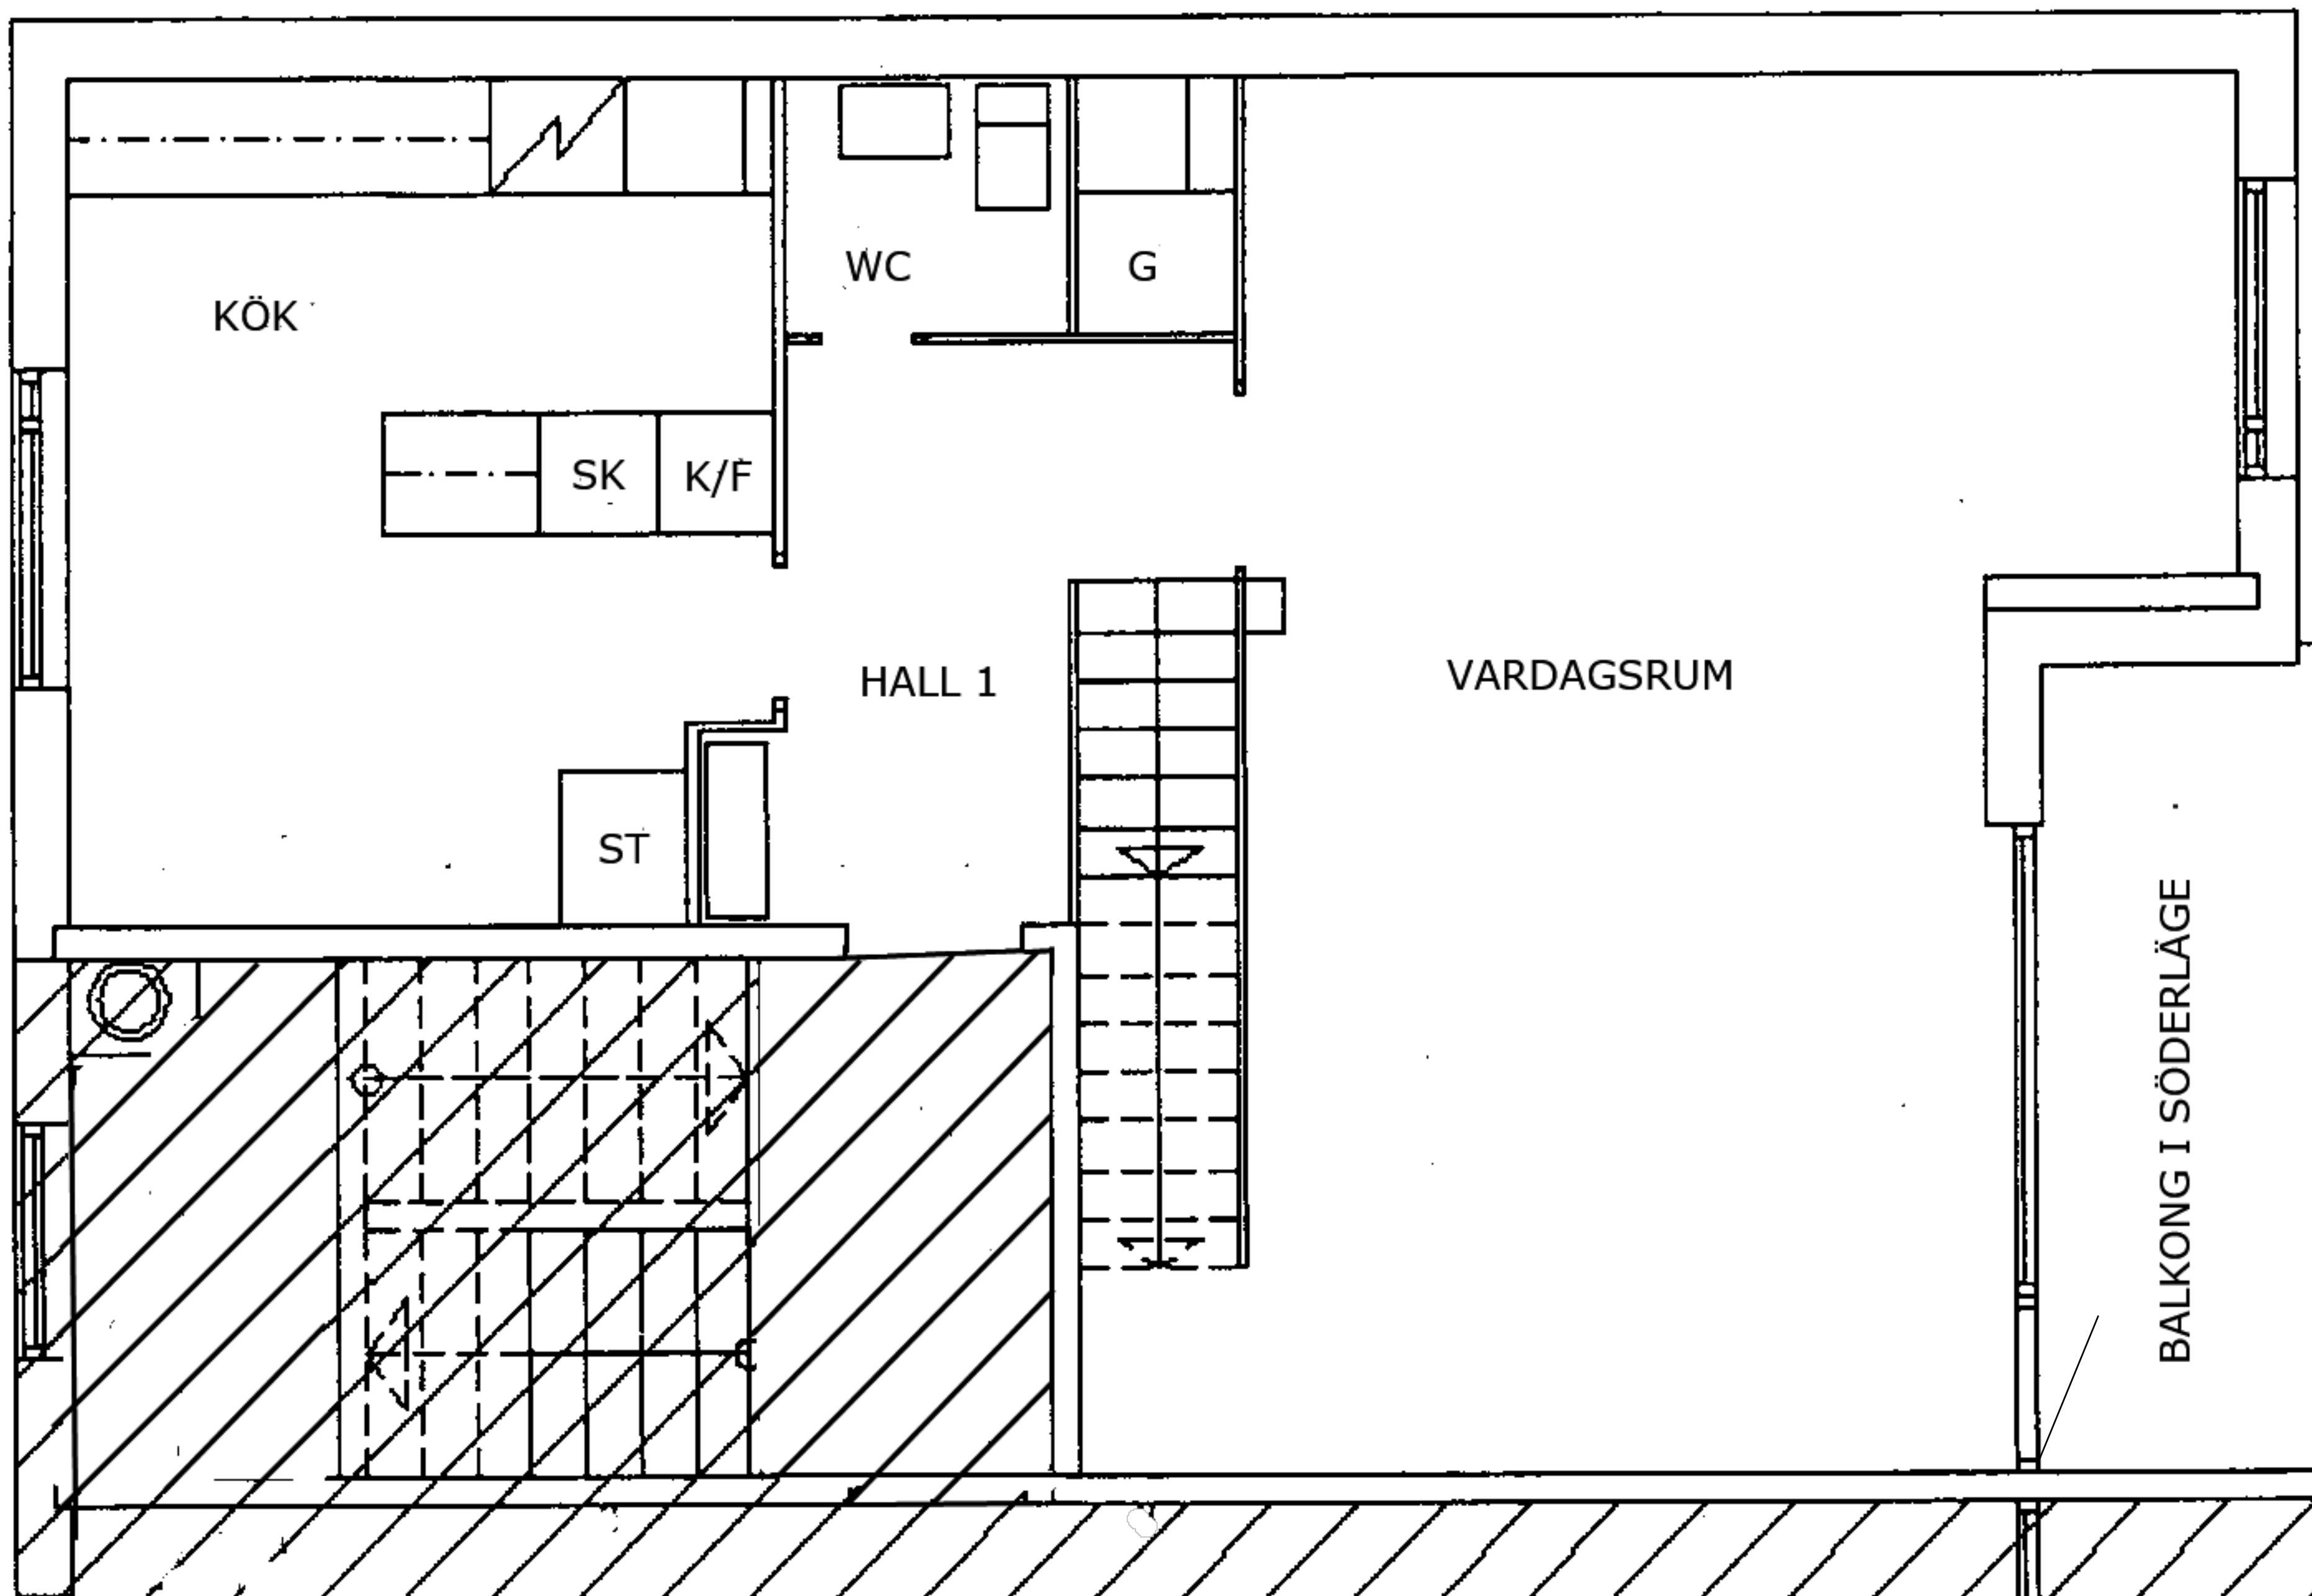 KÖK
WC
G
SK
K/F
HALL 1
VARDAGSRUM
ST
BALKONG I SÖDERLÄGE